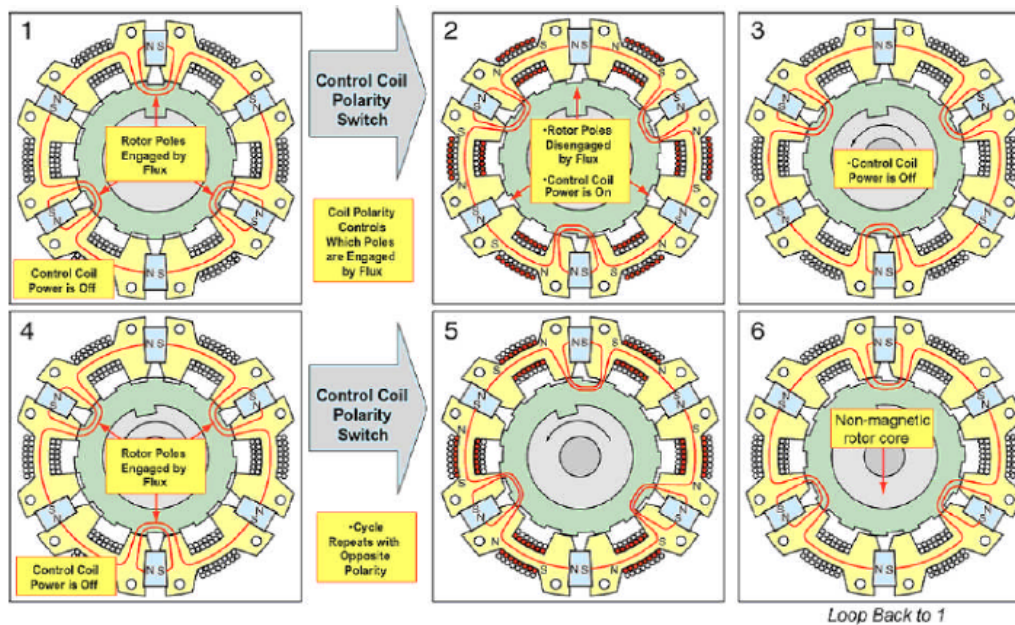 1
N S
Rotor Poles
Engaged by
Flux
Control Coil
Power is Off
Control Coil
Polarity
Switch
Coil Polarity
Controls
Which Poles
are Engaged
by Flux
2
N S
•Rotor Poles
Disengaged
by Flux
•Control Coil
Power is On
3
N S
•Control Coil
Power is Off
4
N S
Rotor Poles
Engaged by
Flux
Control Coil
Power is Off
Control Coil
Polarity
Switch
•Cycle
Repeats with
Opposite
Polarity
5
N S
6
N S
Non-magnetic
rotor core
Loop Back to 1